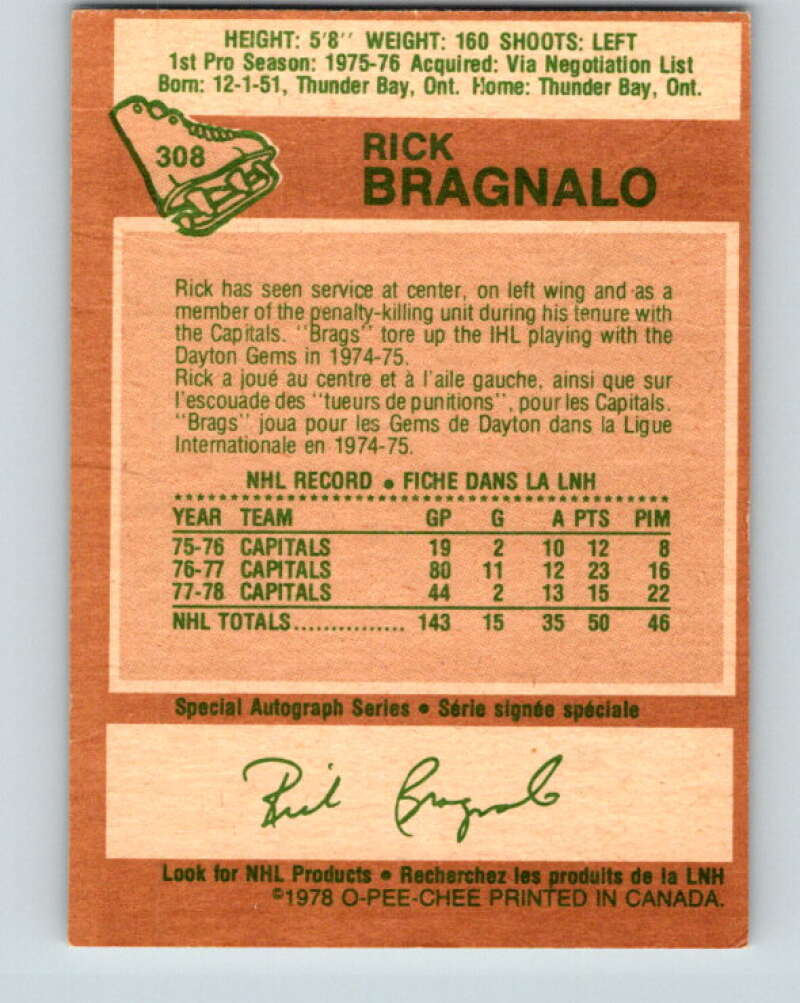 HEIGHT: 5'8'' WEIGHT: 160 SHOOTS: LEFT
1st Pro Season: 1975-76 Acquired: Via Negotiation List
Born: 12-1-51, Thunder Bay, Ont. Home: Thunder Bay, Ont.
308
RICK
BRAGNALO
Rick has seen service at center, on left wing and as a
member of the penalty-killing unit during his tenure with
the Capitals. ''Brags'' tore up the IHL playing with the
Dayton Gems in 1974-75.
Rick a joué au centre et à l'aile gauche, ainsi que sur
l'escouade des ''tueurs de punitions'', pour les Capitals.
''Brags'' joua pour les Gems de Dayton dans la Ligue
Internationale en 1974-75.
NHL RECORD • FICHE DANS LA LNH
YEAR TEAM GP G A PTS PIM
75-76 CAPITALS 19 2 10 12 8
76-77 CAPITALS 80 11 12 23 16
77-78 CAPITALS 44 2 13 15 22
NHL TOTALS............... 143 15 35 50 46
Special Autograph Series • Série signée spéciale
Rick Bragnalo
Look for NHL Products • Recherchez les produits de la LNH
©1978 O-PEE-CHEE PRINTED IN CANADA.